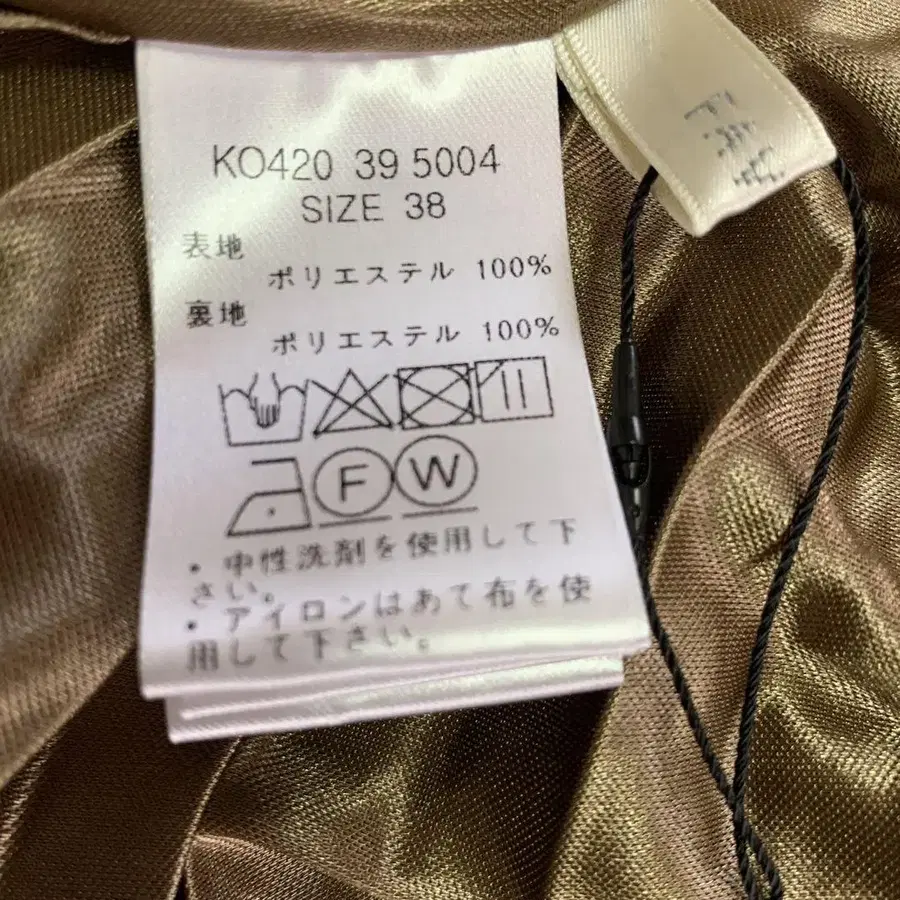 KO420 39 5004
SIZE 38
表地
ポリエステル 100%
裏地
ポリエステル 100%
F W
・中性洗剤を使用して下
さい。
・アイロンはあて布を使
用して下さい。